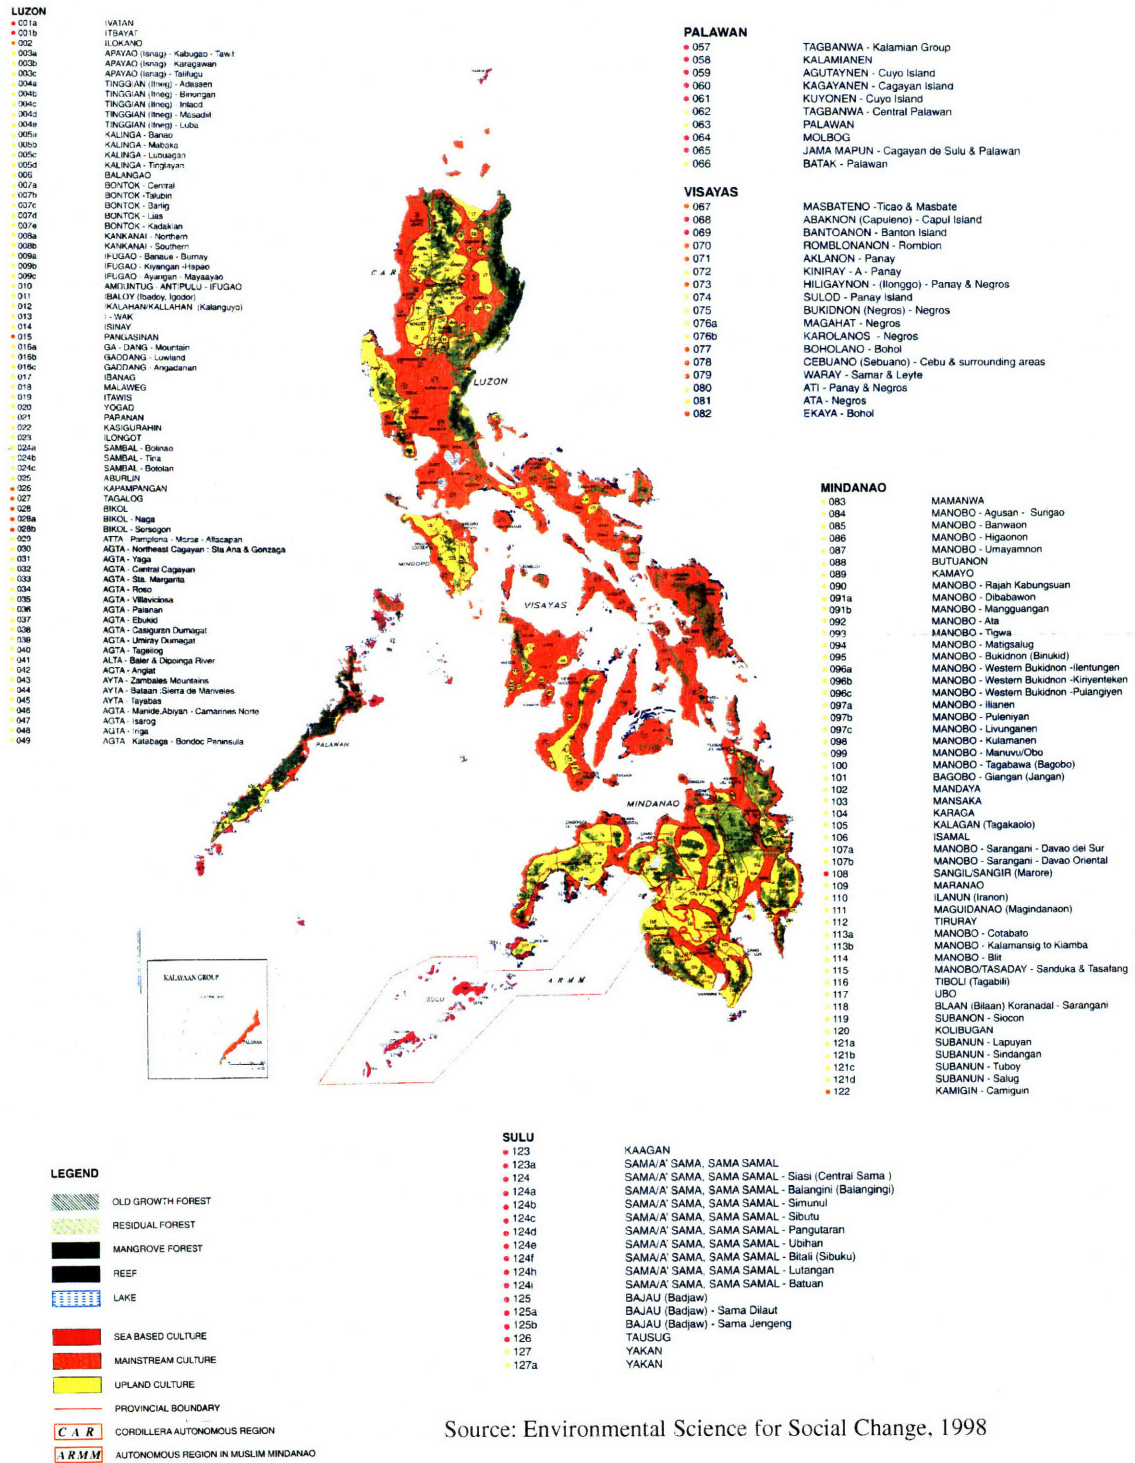 LUZON
001a IVATAN
001b ITBAYAT
002 ILOKANO
003a APAYAO (Isnag) - Kabugao - Tawit
003b APAYAO (Isnag) - Karagawan
003c APAYAO (Isnag) - Talifugu
004a TINGGIAN (Itneg) - Adassen
004b TINGGIAN (Itneg) - Binongan
004c TINGGIAN (Itneg) - Inlaod
004d TINGGIAN (Itneg) - Masadiit
004e TINGGIAN (Itneg) - Luba
005a KALINGA - Banao
005b KALINGA - Mabaka
005c KALINGA - Lubuagan
005d KALINGA - Tinglayan
006 BALANGAO
007a BONTOK - Central
007b BONTOK - Talubin
007c BONTOK - Barlig
007d BONTOK - Lias
007e BONTOK - Kadaklan
008a KANKANAI - Northern
008b KANKANAI - Southern
009a IFUGAO - Banaue - Burnay
009b IFUGAO - Kiyangan -Hapao
009c IFUGAO - Ayangan - Mayaayao
010 AMDUNTUG - ANTIPULU - IFUGAO
011 IBALOY (Ibadoy, Igodor)
012 IKALAHAN/KALLAHAN (Kalanguyo)
013 I - WAK
014 ISINAY
015 PANGASINAN
016a GA - DANG - Mountain
016b GADDANG - Lowland
016c GADDANG - Angadanan
017 IBANAG
018 MALAWEG
019 ITAWIS
020 YOGAD
021 PARANAN
022 KASIGURAHIN
023 ILONGOT
024a SAMBAL - Bolinao
024b SAMBAL - Tina
024c SAMBAL - Botolan
025 ABURLIN
026 KAPAMPANGAN
027 TAGALOG
028 BIKOL
028a BIKOL - Naga
028b BIKOL - Sorsogon
029 ATTA Pamplona - Allacapan
030 AGTA - Northeast Cagayan : Sta Ana & Gonzaga
031 AGTA - Yaga
032 AGTA - Central Cagayan
033 AGTA - Sta. Margarita
034 AGTA - Roso
035 AGTA - Villaviciosa
036 AGTA - Palanan
037 AGTA - Ebukid
038 AGTA - Casiguran Dumagat
039 AGTA - Umiray Dumagat
040 AGTA - Tageilog
041 ALTA - Baler & Dipoinga River
042 AGTA - Anglat
043 AYTA - Zambales Mountains
044 AYTA - Bataan :Sierra de Mariveles
045 AYTA - Tayabas
046 AGTA - Manide,Abiyan - Camarines Norte
047 AGTA - Isarog
048 AGTA - Iriga
049 AGTA Katabaga - Bondoc Peninsula
PALAWAN
057 TAGBANWA - Kalamian Group
058 KALAMIANEN
059 AGUTAYNEN - Cuyo Island
060 KAGAYANEN - Cagayan Island
061 KUYONEN - Cuyo Island
062 TAGBANWA - Central Palawan
063 PALAWAN
064 MOLBOG
065 JAMA MAPUN - Cagayan de Sulu & Palawan
066 BATAK - Palawan
VISAYAS
067 MASBATENO -Ticao & Masbate
068 ABAKNON (Capuleno) - Capul Island
069 BANTOANON - Banton Island
070 ROMBLONANON - Romblon
071 AKLANON - Panay
072 KINIRAY - A - Panay
073 HILIGAYNON - (Ilonggo) - Panay & Negros
074 SULOD - Panay Island
075 BUKIDNON (Negros) - Negros
076a MAGAHAT - Negros
076b KAROLANOS - Negros
077 BOHOLANO - Bohol
078 CEBUANO (Sebuano) - Cebu & surrounding areas
079 WARAY - Samar & Leyte
080 ATI - Panay & Negros
081 ATA - Negros
082 EKAYA - Bohol
MINDANAO
083 MAMANWA
084 MANOBO - Agusan - Surigao
085 MANOBO - Banwaon
086 MANOBO - Higaonon
087 MANOBO - Umayamnon
088 BUTUANON
089 KAMAYO
090 MANOBO - Rajah Kabungsuan
091a MANOBO - Dibabawon
091b MANOBO - Mangguangan
092 MANOBO - Ata
093 MANOBO - Tigwa
094 MANOBO - Matigsalug
095 MANOBO - Bukidnon (Binukid)
096a MANOBO - Western Bukidnon -Ilentungen
096b MANOBO - Western Bukidnon -Kiriyenteken
096c MANOBO - Western Bukidnon -Pulangiyen
097a MANOBO - Ilianen
097b MANOBO - Puleniyan
097c MANOBO - Livunganen
098 MANOBO - Kulamanen
099 MANOBO - Manuvu/Obo
100 MANOBO - Tagabawa (Bagobo)
101 BAGOBO - Giangan (Jangan)
102 MANDAYA
103 MANSAKA
104 KARAGA
105 KALAGAN (Tagakaolo)
106 ISAMAL
107a MANOBO - Sarangani - Davao del Sur
107b MANOBO - Sarangani - Davao Oriental
108 SANGIL/SANGIR (Marore)
109 MARANAO
110 ILANUN (Iranon)
111 MAGUIDANAO (Magindanaon)
112 TIRURAY
113a MANOBO - Cotabato
113b MANOBO - Kalamansig to Kiamba
114 MANOBO - Blit
115 MANOBO/TASADAY - Sanduka & Tasafang
116 TIBOLI (Tagabili)
117 UBO
118 BLAAN (Bilaan) Koranadal - Sarangani
119 SUBANON - Siocon
120 KOLIBUGAN
121a SUBANUN - Lapuyan
121b SUBANUN - Sindangan
121c SUBANUN - Tuboy
121d SUBANUN - Salug
122 KAMIGIN - Camiguin
C A R
LUZON
MINDORO
VISAYAS
PALAWAN
MINDANAO
A R M M
SULU
KALAYAAN GROUP
PALAWAN
SULU
123 KAAGAN
123a SAMA/A' SAMA, SAMA SAMAL
124 SAMA/A' SAMA, SAMA SAMAL - Siasi (Central Sama )
124a SAMA/A' SAMA, SAMA SAMAL - Balangini (Balangingi)
124b SAMA/A' SAMA, SAMA SAMAL - Simunul
124c SAMA/A' SAMA, SAMA SAMAL - Sibutu
124d SAMA/A' SAMA, SAMA SAMAL - Pangutaran
124e SAMA/A' SAMA, SAMA SAMAL - Ubihan
124f SAMA/A' SAMA, SAMA SAMAL - Bitali (Sibuku)
124h SAMA/A' SAMA, SAMA SAMAL - Lutangan
124i SAMA/A' SAMA, SAMA SAMAL - Batuan
125 BAJAU (Badjaw)
125a BAJAU (Badjaw) - Sama Dilaut
125b BAJAU (Badjaw) - Sama Jengeng
126 TAUSUG
127 YAKAN
127a YAKAN
LEGEND
OLD GROWTH FOREST
RESIDUAL FOREST
MANGROVE FOREST
REEF
LAKE
SEA BASED CULTURE
MAINSTREAM CULTURE
UPLAND CULTURE
PROVINCIAL BOUNDARY
C A R CORDILLERA AUTONOMOUS REGION
A R M M AUTONOMOUS REGION IN MUSLIM MINDANAO
Source: Environmental Science for Social Change, 1998